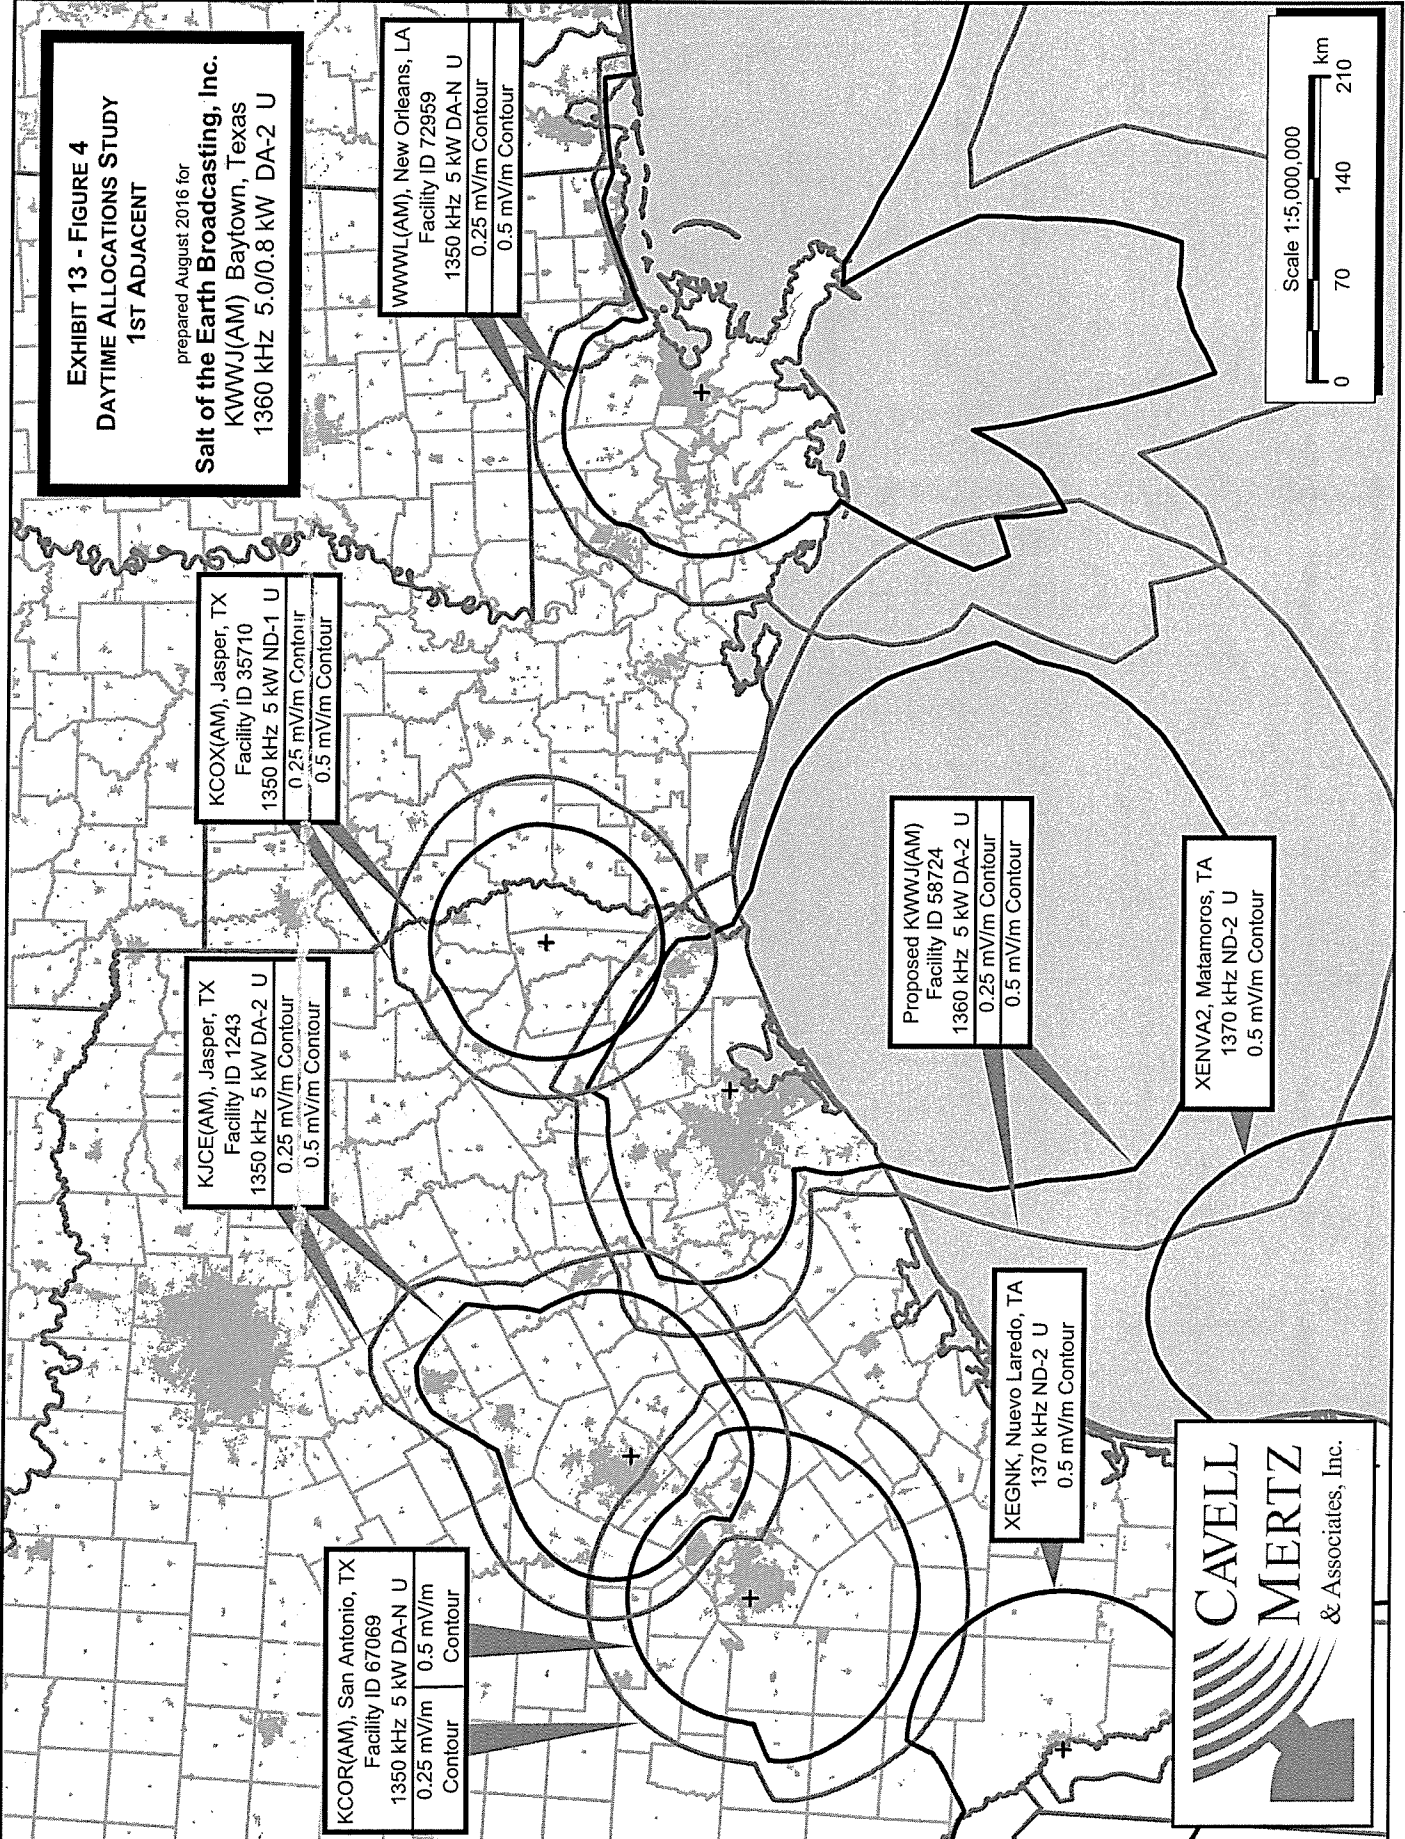 EXHIBIT 13 - FIGURE 4
DAYTIME ALLOCATIONS STUDY
1ST ADJACENT
prepared August 2016 for
Salt of the Earth Broadcasting, Inc.
KWWJ(AM) Baytown, Texas
1360 kHz 5.0/0.8 kW DA-2 U
WWWL(AM), New Orleans, LA
Facility ID 72959
1350 kHz 5 kW DA-N U
0.25 mV/m Contour
0.5 mV/m Contour
KCOX(AM), Jasper, TX
Facility ID 35710
1350 kHz 5 kW ND-1 U
0.25 mV/m Contour
0.5 mV/m Contour
KJCE(AM), Jasper, TX
Facility ID 1243
1350 kHz 5 kW DA-2 U
0.25 mV/m Contour
0.5 mV/m Contour
KCOR(AM), San Antonio, TX
Facility ID 67069
1350 kHz 5 kW DA-N U
0.25 mV/m Contour
0.5 mV/m Contour
Proposed KWWJ(AM)
Facility ID 58724
1360 kHz 5 kW DA-2 U
0.25 mV/m Contour
0.5 mV/m Contour
XENVA2, Matamoros, TA
1370 kHz ND-2 U
0.5 mV/m Contour
XEGNK, Nuevo Laredo, TA
1370 kHz ND-2 U
0.5 mV/m Contour
Scale 1:5,000,000
0 70 140 210 km
CAVELL
MERTZ
& Associates, Inc.